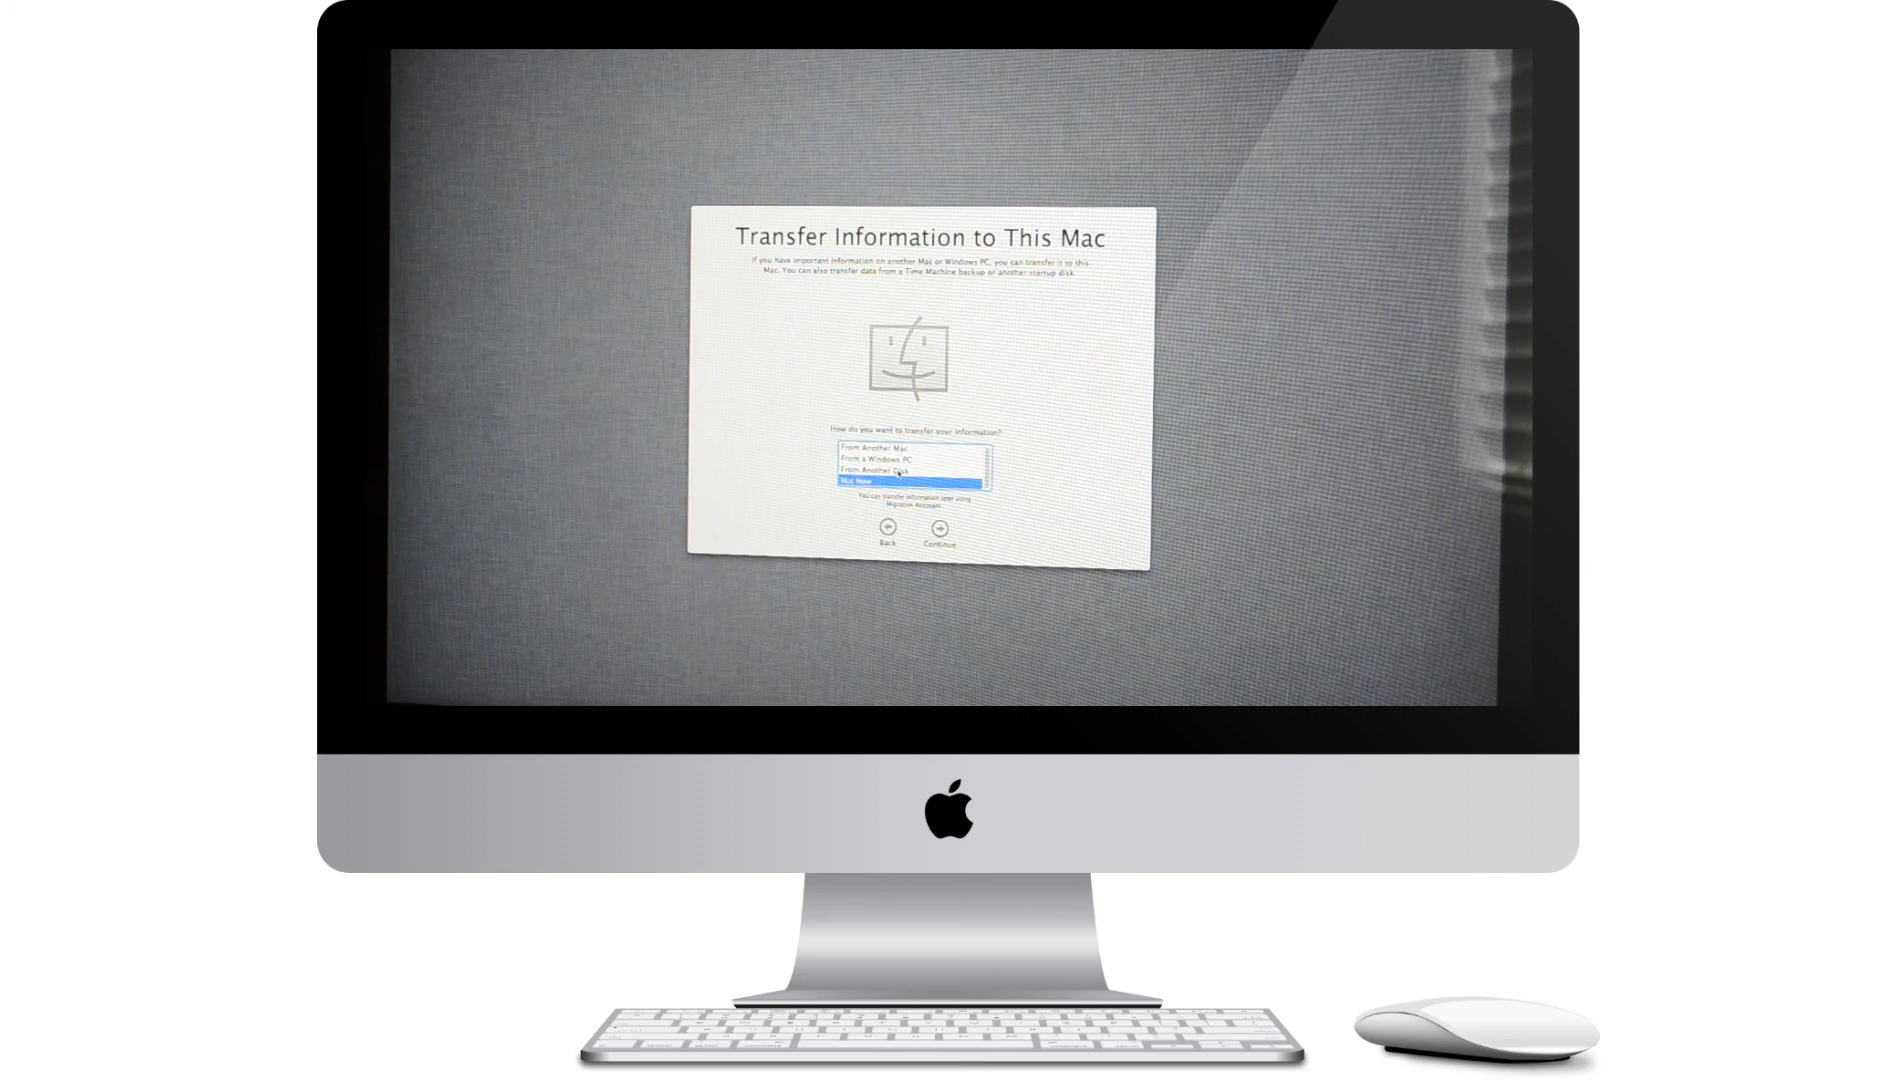 Transfer Information to This Mac
If you have important information on another Mac or Windows PC, you can transfer it to this
Mac. You can also transfer data from a Time Machine backup or another startup disk.
How do you want to transfer your information?
From Another Mac
From a Windows PC
From Another Disk
Not Now
You can transfer information later using
Migration Assistant.
Back
Continue